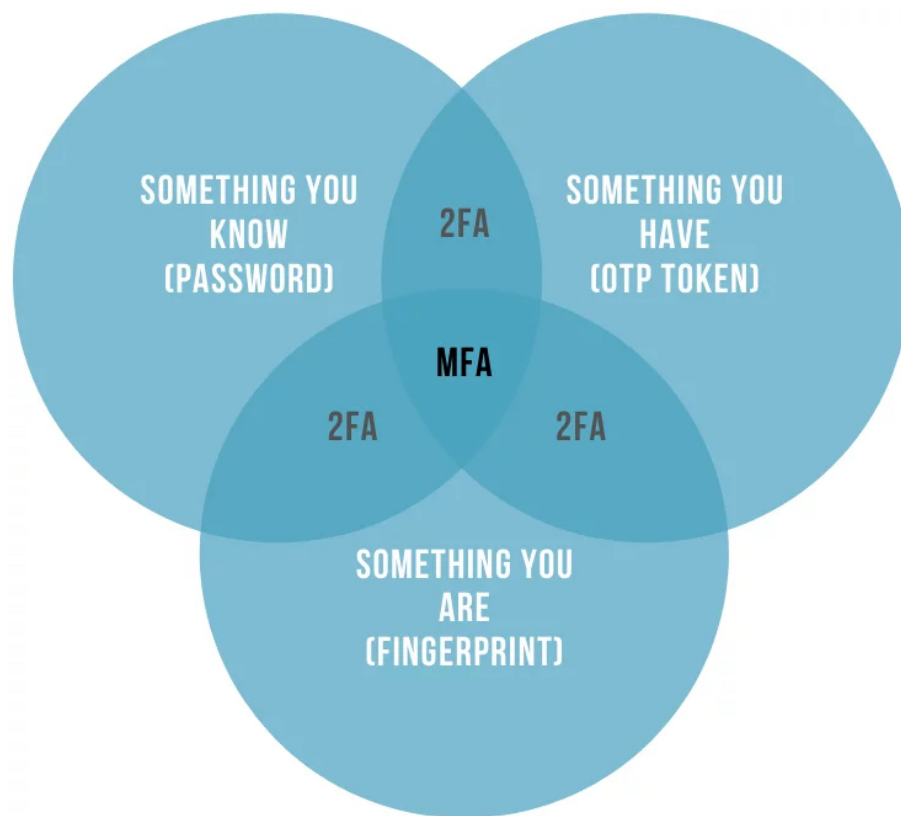 SOMETHING YOU
KNOW
(PASSWORD)
2FA
SOMETHING YOU
HAVE
(OTP TOKEN)
MFA
2FA
2FA
SOMETHING YOU
ARE
(FINGERPRINT)